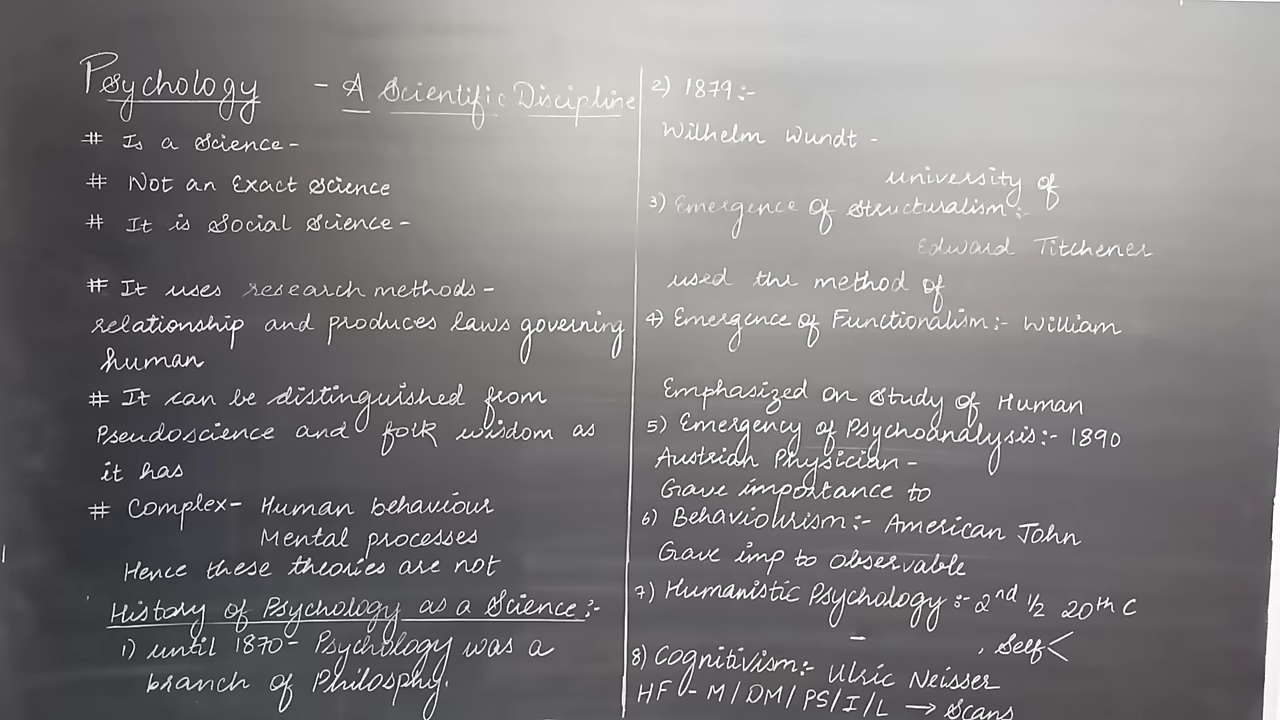 Psychology - A Scientific Discipline
# Is a Science -
# Not an Exact Science
# It is Social Science -
# It uses research methods -
relationship and produces laws governing
human
# It can be distinguished from
Pseudoscience and folk wisdom as
it has
# Complex - Human behaviour
Mental processes
Hence these theories are not
History of Psychology as a Science :-
1) until 1870 - Psychology was a
branch of Philosphy.
2) 1879 :-
Wilhelm Wundt -
university of
3) Emergence of Structuralism :-
Edward Titchener
used the method of
4) Emergence of Functionalism :- William
Emphasized on Study of Human
5) Emergency of Psychoanalysis :- 1890
Austrian Physician -
Gave importance to
6) Behaviourism :- American John
Gave imp to observable
7) Humanistic Psychology :- 2nd 1/2 20th C
- , Self <
8) Cognitivism :- Ulric Neisser
HF - M/DM/PS/I/L → Scans